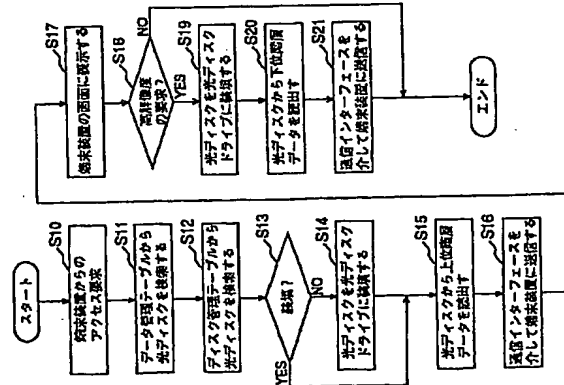 スタート
S10
端末装置からの
アクセス要求
S11
データ管理テーブルから
光ディスクを検索する
S12
ディスク管理テーブルから
光ディスクを検索する
S13
装填?
YES
NO
S14
光ディスクを光ディスク
ドライブに装填する
S15
光ディスクから上位階層
データを読出す
S16
送信インターフェースを
介して端末装置に送信する
S17
端末装置の画面に表示する
S18
高解像度
の要求?
NO
YES
S19
光ディスクを光ディスク
ドライブに装填する
S20
光ディスクから下位階層
データを読出す
S21
送信インターフェースを
介して端末装置に送信する
エンド